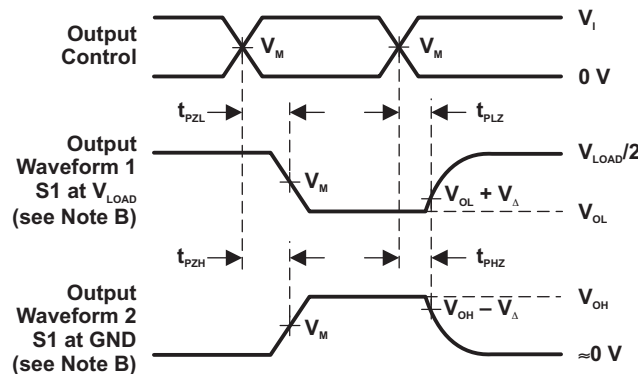 Output
Control
V_M
V_M
V_I
0 V
t_PZL
t_PLZ
Output
Waveform 1
S1 at V_LOAD
(see Note B)
V_M
V_OL + V_Δ
V_LOAD/2
V_OL
t_PZH
t_PHZ
Output
Waveform 2
S1 at GND
(see Note B)
V_M
V_OH − V_Δ
V_OH
≈0 V